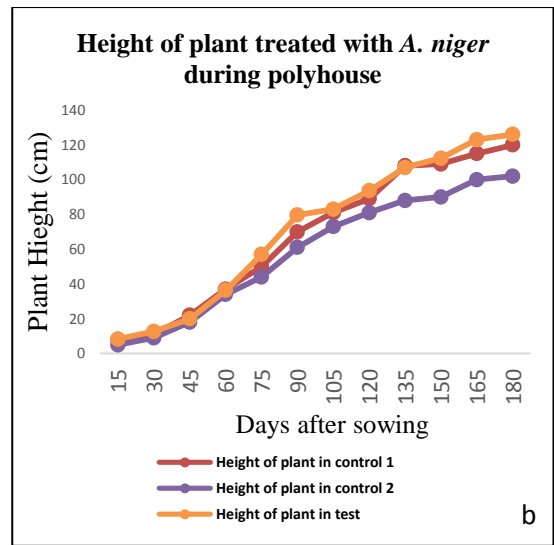 Height of plant treated with A. niger
during polyhouse
Plant Hieght (cm)
140
120
100
80
60
40
20
0
15 30 45 60 75 90 105 120 135 150 165 180
Days after sowing
Height of plant in control 1
Height of plant in control 2
Height of plant in test
b